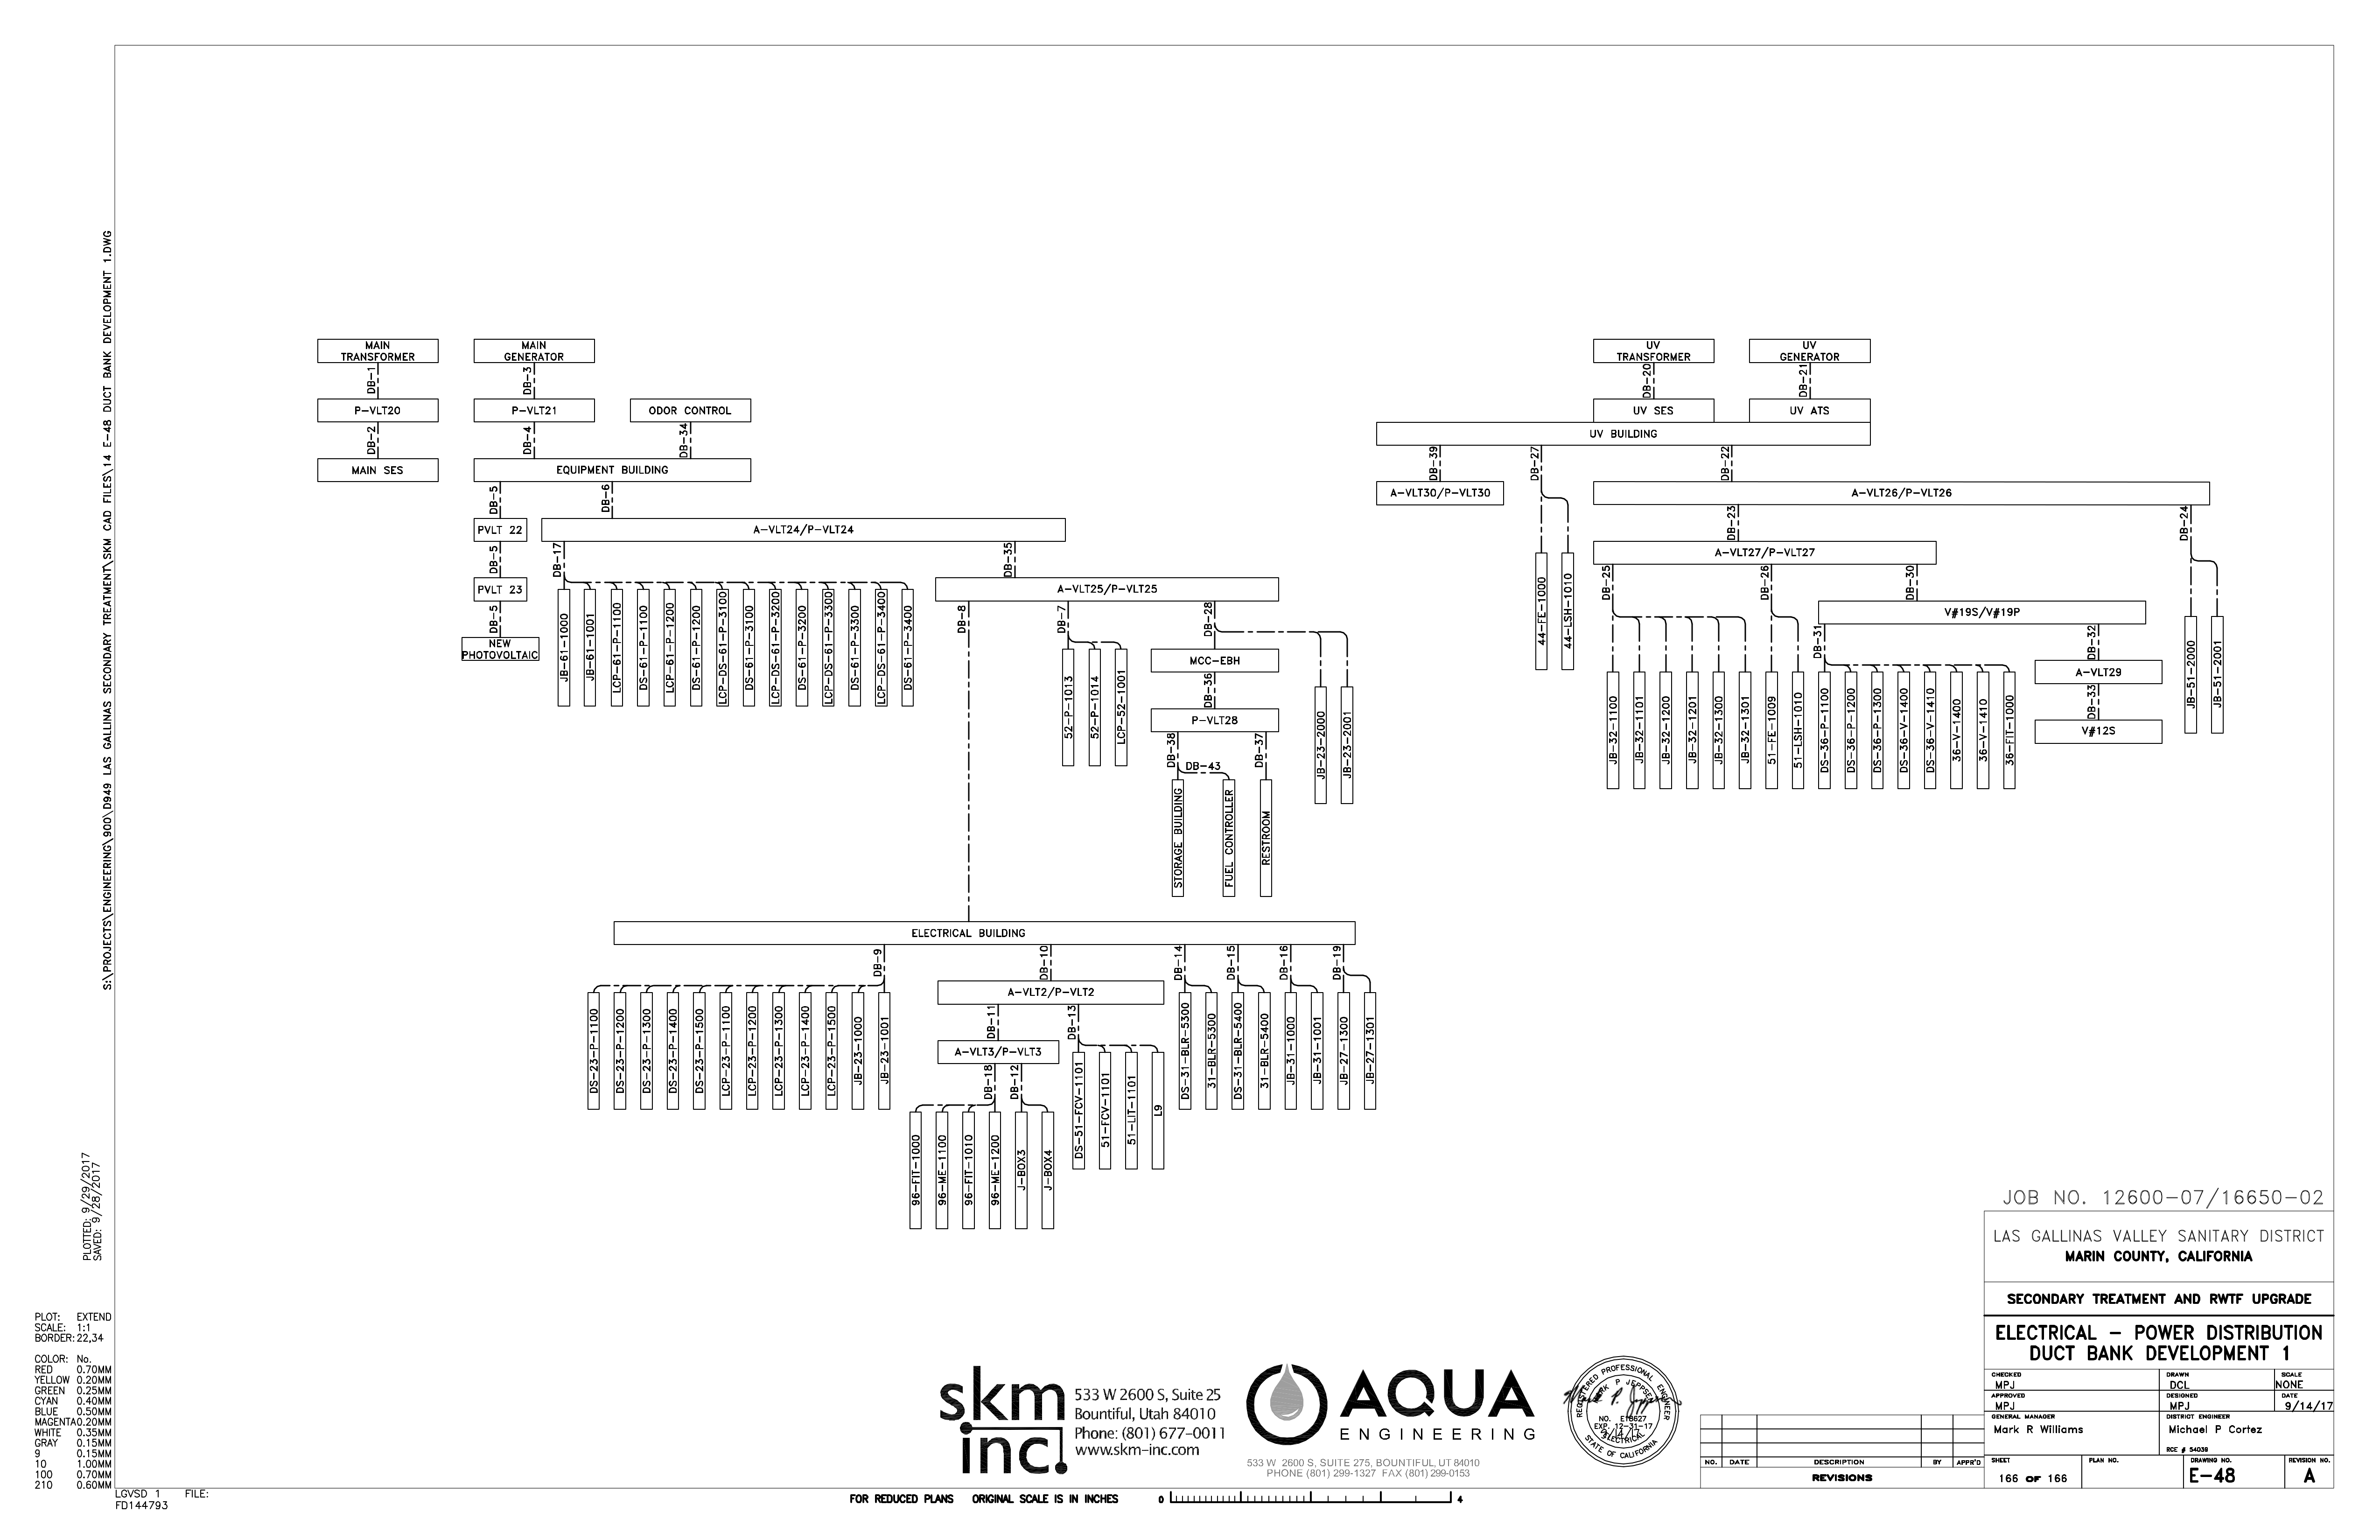 S:\PROJECTS\ENGINEERING\900\D949 LAS GALLINAS SECONDARY TREATMENT\SKM CAD FILES\14 E-48 DUCT BANK DEVELOPMENT 1.DWG
PLOTTED: 9/29/2017
SAVED: 9/28/2017
PLOT: EXTEND
SCALE: 1:1
BORDER: 22,34
COLOR: No.
RED 0.70MM
YELLOW 0.20MM
GREEN 0.25MM
CYAN 0.40MM
BLUE 0.50MM
MAGENTA 0.20MM
WHITE 0.35MM
GRAY 0.15MM
9 0.15MM
10 1.00MM
100 0.70MM
210 0.60MM
LGVSD 1 FILE:
FD144793
MAIN
TRANSFORMER
DB-1
P-VLT20
DB-2
MAIN SES
MAIN
GENERATOR
DB-3
P-VLT21
DB-4
ODOR CONTROL
DB-34
EQUIPMENT BUILDING
DB-5
PVLT 22
DB-5
PVLT 23
DB-5
NEW
PHOTOVOLTAIC
DB-6
A-VLT24/P-VLT24
DB-17
JB-61-1000
JB-61-1001
LCP-61-P-1100
DS-61-P-1100
LCP-61-P-1200
DS-61-P-1200
LCP-DS-61-P-3100
DS-61-P-3100
LCP-DS-61-P-3200
DS-61-P-3200
LCP-DS-61-P-3300
DS-61-P-3300
LCP-DS-61-P-3400
DS-61-P-3400
DB-35
A-VLT25/P-VLT25
DB-8
DB-7
52-P-1013
52-P-1014
LCP-52-1001
DB-28
MCC-EBH
DB-36
P-VLT28
DB-38
DB-43
DB-37
STORAGE BUILDING
FUEL CONTROLLER
RESTROOM
JB-23-2000
JB-23-2001
ELECTRICAL BUILDING
DB-9
DS-23-P-1100
DS-23-P-1200
DS-23-P-1300
DS-23-P-1400
DS-23-P-1500
LCP-23-P-1100
LCP-23-P-1200
LCP-23-P-1300
LCP-23-P-1400
LCP-23-P-1500
JB-23-1000
JB-23-1001
DB-10
A-VLT2/P-VLT2
DB-11
A-VLT3/P-VLT3
DB-18
DB-12
96-FIT-1000
96-ME-1100
96-FIT-1010
96-ME-1200
J-BOX3
J-BOX4
DB-13
DS-51-FCV-1101
51-FCV-1101
51-LIT-1101
L9
DB-14
DS-31-BLR-5300
31-BLR-5300
DB-15
DS-31-BLR-5400
31-BLR-5400
DB-16
JB-31-1000
JB-31-1001
DB-19
JB-27-1300
JB-27-1301
UV
TRANSFORMER
DB-20
UV SES
UV
GENERATOR
DB-21
UV ATS
UV BUILDING
DB-39
A-VLT30/P-VLT30
DB-27
44-FE-1000
44-LSH-1010
DB-22
A-VLT26/P-VLT26
DB-23
A-VLT27/P-VLT27
DB-25
JB-32-1100
JB-32-1101
JB-32-1200
JB-32-1201
JB-32-1300
JB-32-1301
DB-26
51-FE-1009
51-LSH-1010
DB-30
V#19S/V#19P
DB-31
DS-36-P-1100
DS-36-P-1200
DS-36-P-1300
DS-36-V-1400
DS-36-V-1410
36-V-1400
36-V-1410
36-FIT-1000
DB-32
A-VLT29
DB-33
V#12S
DB-24
JB-51-2000
JB-51-2001
skm
inc.
533 W 2600 S, Suite 25
Bountiful, Utah 84010
Phone: (801) 677-0011
www.skm-inc.com
AQUA
ENGINEERING
533 W 2600 S, SUITE 275, BOUNTIFUL, UT 84010
PHONE (801) 299-1327 FAX (801) 299-0153
REGISTERED PROFESSIONAL ENGINEER
MARK P JEPPSEN
NO. E18627
EXP. 12-31-17
ELECTRICAL
STATE OF CALIFORNIA
FOR REDUCED PLANS ORIGINAL SCALE IS IN INCHES 0 4
NO. DATE DESCRIPTION BY APPR'D
REVISIONS
JOB NO. 12600-07/16650-02
LAS GALLINAS VALLEY SANITARY DISTRICT
MARIN COUNTY, CALIFORNIA
SECONDARY TREATMENT AND RWTF UPGRADE
ELECTRICAL - POWER DISTRIBUTION
DUCT BANK DEVELOPMENT 1
CHECKED DRAWN SCALE
MPJ DCL NONE
APPROVED DESIGNED DATE
MPJ MPJ 9/14/17
GENERAL MANAGER DISTRICT ENGINEER
Mark R Williams Michael P Cortez
RCE # 54039
SHEET PLAN NO. DRAWING NO. REVISION NO.
166 OF 166 E-48 A